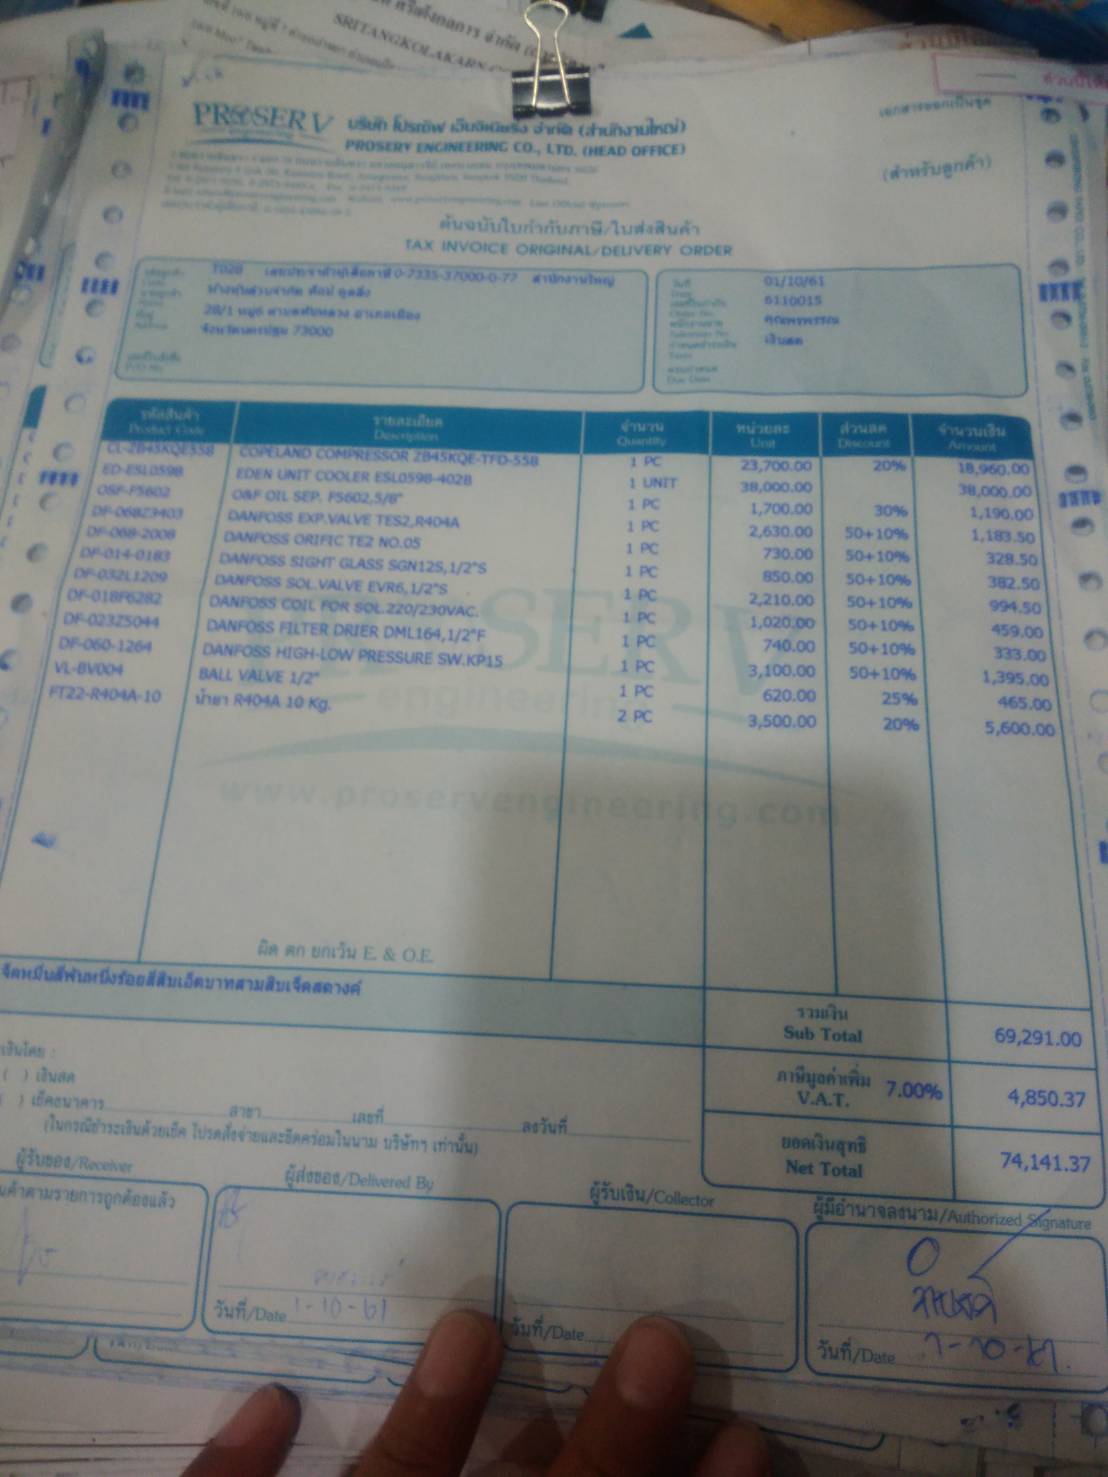 SRITANGKOLAKARN
PROSERV บริษัท โปรเซิฟ เอ็นจิเนียริ่ง จำกัด (สำนักงานใหญ่)
PROSERV ENGINEERING CO., LTD. (HEAD OFFICE)
เอกสารออกเป็นชุด
(สำหรับลูกค้า)
ต้นฉบับใบกำกับภาษี/ใบส่งสินค้า
TAX INVOICE ORIGINAL/DELIVERY ORDER
T028 เลขประจำตัวผู้เสียภาษี 0-7335-37000-0-77 สำนักงานใหญ่
28/1 หมู่6
จังหวัดนครปฐม 73000
วันที่ 01/10/61
6110015
คุณพรพรรณ
เงินสด
รหัสสินค้า รายละเอียด จำนวน หน่วยละ ส่วนลด จำนวนเงิน
Product Code Description Quantity Unit Discount Amount
CL-ZB45KQE558 COPELAND COMPRESSOR ZB45KQE-TFD-558 1 PC 23,700.00 20% 18,960.00
ED-ESL059B EDEN UNIT COOLER ESL059B-402B 1 UNIT 38,000.00 38,000.00
OSF-F5602 O&F OIL SEP. F5602,5/8" 1 PC 1,700.00 30% 1,190.00
DF-068Z3403 DANFOSS EXP.VALVE TES2,R404A 1 PC 2,630.00 50+10% 1,183.50
DF-068-2008 DANFOSS ORIFIC TE2 NO.05 1 PC 730.00 50+10% 328.50
DF-014-0183 DANFOSS SIGHT GLASS SGN12S,1/2"S 1 PC 850.00 50+10% 382.50
DF-032L1209 DANFOSS SOL.VALVE EVR6,1/2"S 1 PC 2,210.00 50+10% 994.50
DF-018F6282 DANFOSS COIL FOR SOL.220/230VAC. 1 PC 1,020.00 50+10% 459.00
DF-023Z5044 DANFOSS FILTER DRIER DML164,1/2"F 1 PC 740.00 50+10% 333.00
DF-060-1264 DANFOSS HIGH-LOW PRESSURE SW.KP15 1 PC 3,100.00 50+10% 1,395.00
VL-BV004 BALL VALVE 1/2" 1 PC 620.00 25% 465.00
FT22-R404A-10 น้ำยา R404A 10 Kg. 2 PC 3,500.00 20% 5,600.00
PROSERV
engineering
www.proservengineering.com
ผิด ตก ยกเว้น E. & O.E.
เจ็ดหมื่นสี่พันหนึ่งร้อยสี่สิบเอ็ดบาทสามสิบเจ็ดสตางค์
รวมเงิน
Sub Total 69,291.00
ภาษีมูลค่าเพิ่ม
V.A.T. 7.00% 4,850.37
ยอดเงินสุทธิ
Net Total 74,141.37
เงินโดย :
( ) เงินสด
( ) เช็คธนาคาร สาขา เลขที่ ลงวันที่
(ในกรณีชำระเงินด้วยเช็ค โปรดสั่งจ่ายและขีดคร่อมในนาม บริษัทฯ เท่านั้น)
ผู้รับของ/Receiver ผู้ส่งของ/Delivered By ผู้รับเงิน/Collector ผู้มีอำนาจลงนาม/Authorized Signature
นค้าตามรายการถูกต้องแล้ว
วันที่/Date 1-10-61
วันที่/Date
วันที่/Date 1-10-61